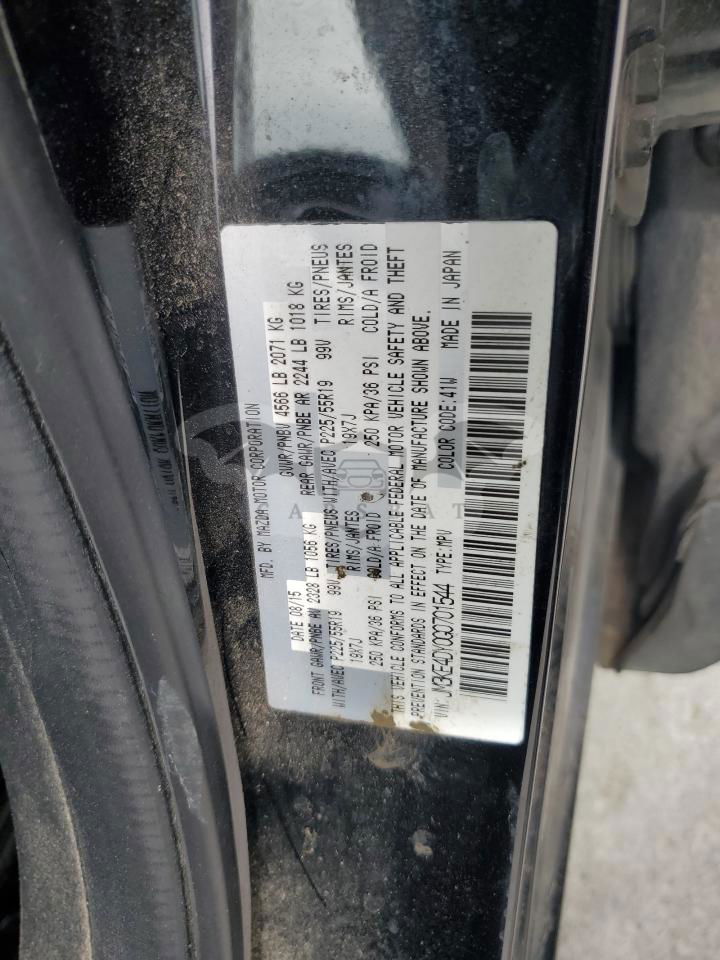 MFD. BY MAZDA MOTOR CORPORATION
DATE 08/15 GVWR/PNBV 4566 LB 2071 KG
FRONT GAWR/PNBE AV 2328 LB 1056 KG REAR GAWR/PNBE AR 2244 LB 1018 KG
WITH/AVEC P225/55R19 99V TIRES/PNEUS WITH/AVEC P225/55R19 99V TIRES/PNEUS
19X7J RIMS/JANTES 19X7J RIMS/JANTES
250 KPA/36 PSI COLD/A FROID 250 KPA/36 PSI COLD/A FROID
THIS VEHICLE CONFORMS TO ALL APPLICABLE FEDERAL MOTOR VEHICLE SAFETY AND THEFT
PREVENTION STANDARDS IN EFFECT ON THE DATE OF MANUFACTURE SHOWN ABOVE.
VIN: JM3KE4DY0G0701544 TYPE:MPV COLOR CODE:41W MADE IN JAPAN